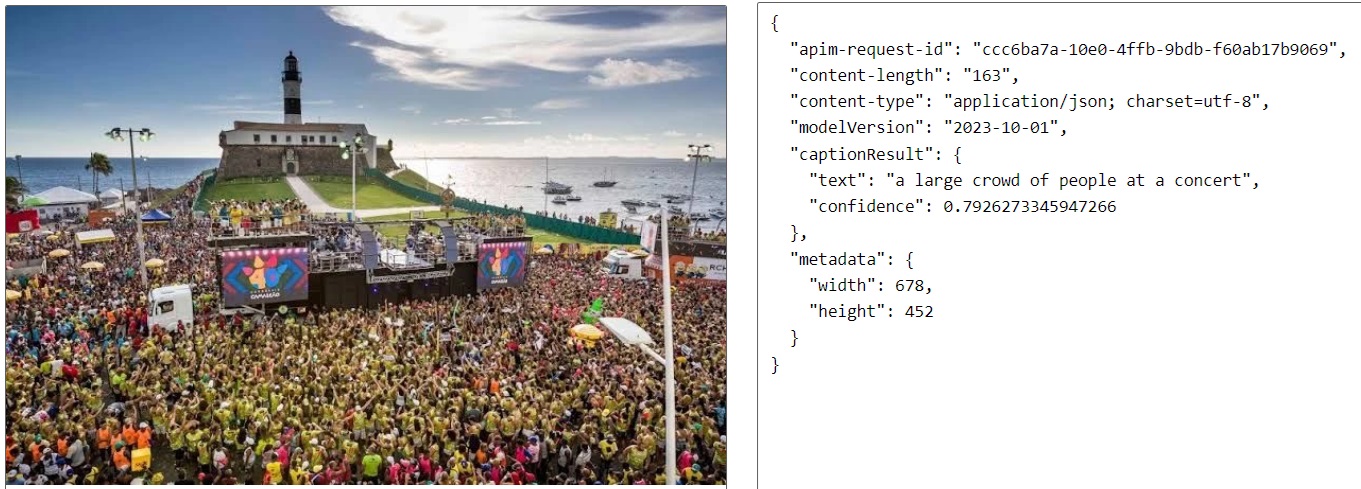 CAMALEÃO
CAMALEÃO
{
"apim-request-id": "ccc6ba7a-10e0-4ffb-9bdb-f60ab17b9069",
"content-length": "163",
"content-type": "application/json; charset=utf-8",
"modelVersion": "2023-10-01",
"captionResult": {
"text": "a large crowd of people at a concert",
"confidence": 0.7926273345947266
},
"metadata": {
"width": 678,
"height": 452
}
}